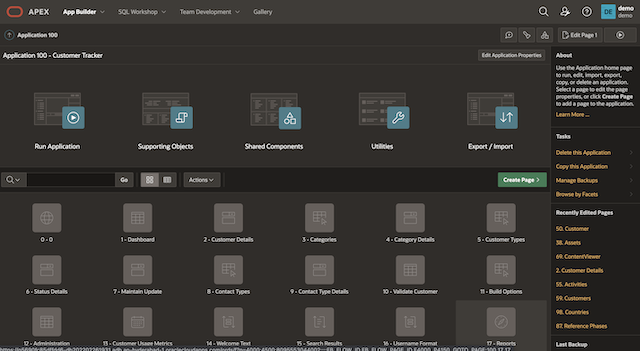 APEX App Builder SQL Workshop Team Development Gallery DE demo
demo
Application 100 Edit Page 1
Application 100 - Customer Tracker Edit Application Properties
Run Application Supporting Objects Shared Components Utilities Export / Import
Go Actions Create Page
0 - 0 1 - Dashboard 2 - Customer Details 3 - Categories 4 - Category Details 5 - Customer Types
6 - Status Details 7 - Maintain Update 8 - Contact Types 9 - Contact Type Details 10 - Validate Customer 11 - Build Options
12 - Administration 13 - Customer Usage Metrics 14 - Welcome Text 15 - Search Results 16 - Username Format 17 - Reports
About
Use the Application home page
to run, edit, import, export,
copy, or delete an application.
Select a page to edit the page
properties, or click Create Page
to add a page to the application.
Learn More ...
Tasks
Delete this Application
Copy this Application
Manage Backups
Browse by Facets
Recently Edited Pages
50. Customer
38. Assets
69. ContentViewer
2. Customer Details
55. Activities
59. Customers
98. Countries
87. Reference Phases
Last Backup